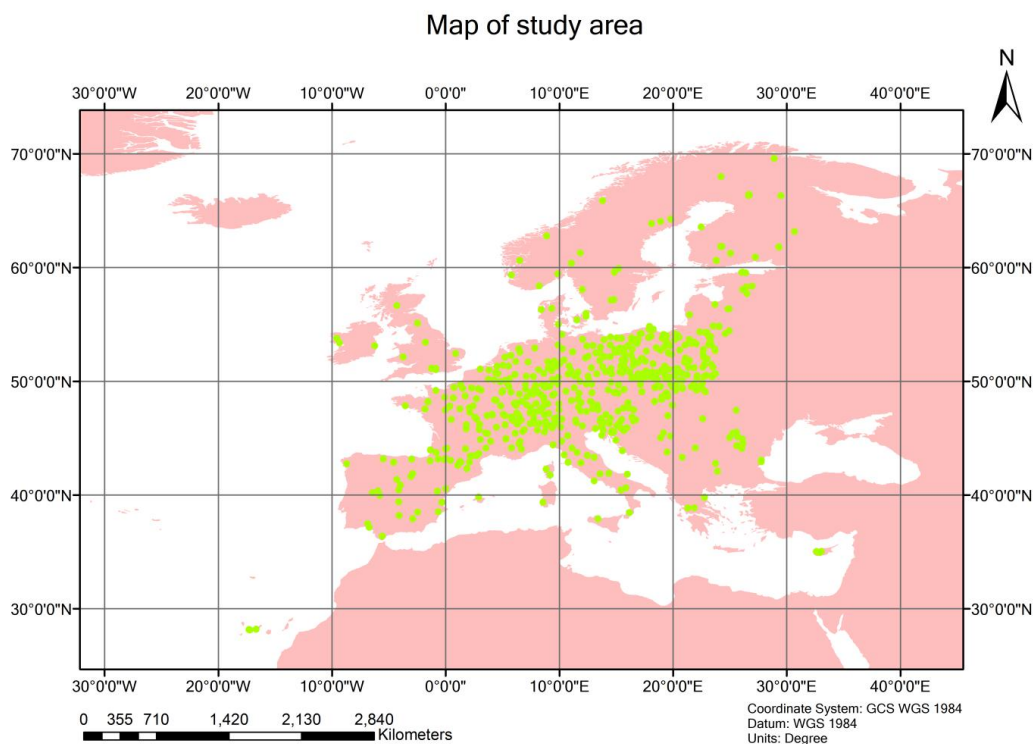 Map of study area
N
30°0'0"W 20°0'0"W 10°0'0"W 0°0'0" 10°0'0"E 20°0'0"E 30°0'0"E 40°0'0"E
70°0'0"N 70°0'0"N
60°0'0"N 60°0'0"N
50°0'0"N 50°0'0"N
40°0'0"N 40°0'0"N
30°0'0"N 30°0'0"N
30°0'0"W 20°0'0"W 10°0'0"W 0°0'0" 10°0'0"E 20°0'0"E 30°0'0"E 40°0'0"E
0 355 710 1,420 2,130 2,840
Kilometers
Coordinate System: GCS WGS 1984
Datum: WGS 1984
Units: Degree